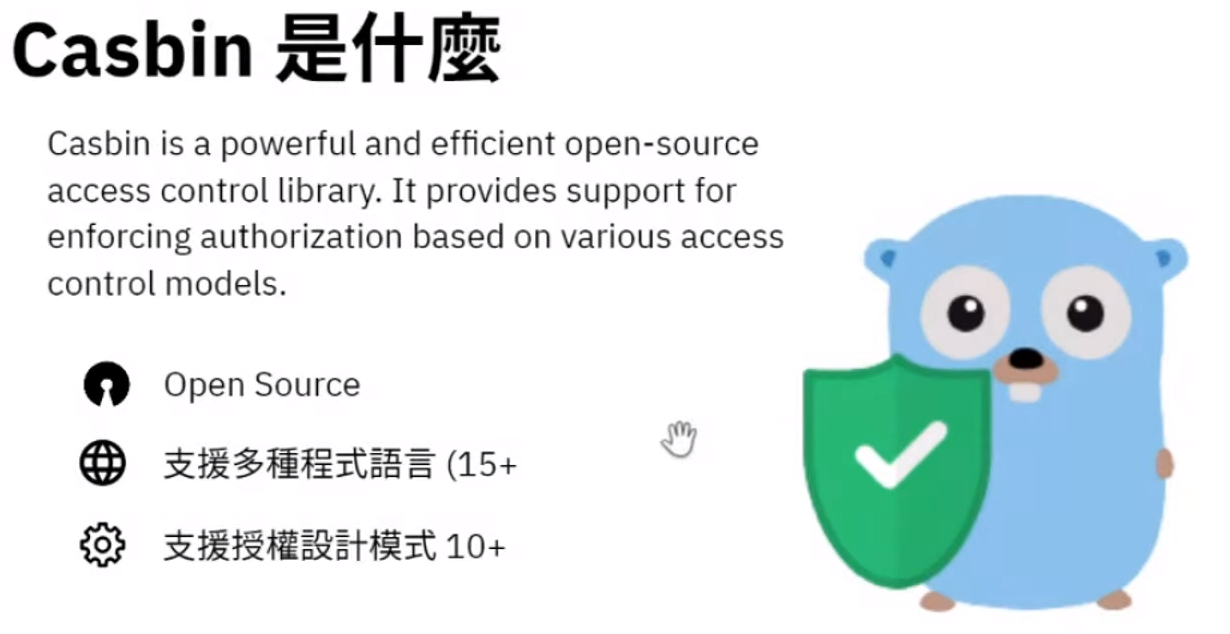 Casbin 是什麼
Casbin is a powerful and efficient open-source
access control library. It provides support for
enforcing authorization based on various access
control models.
Open Source
支援多種程式語言 (15+
支援授權設計模式 10+